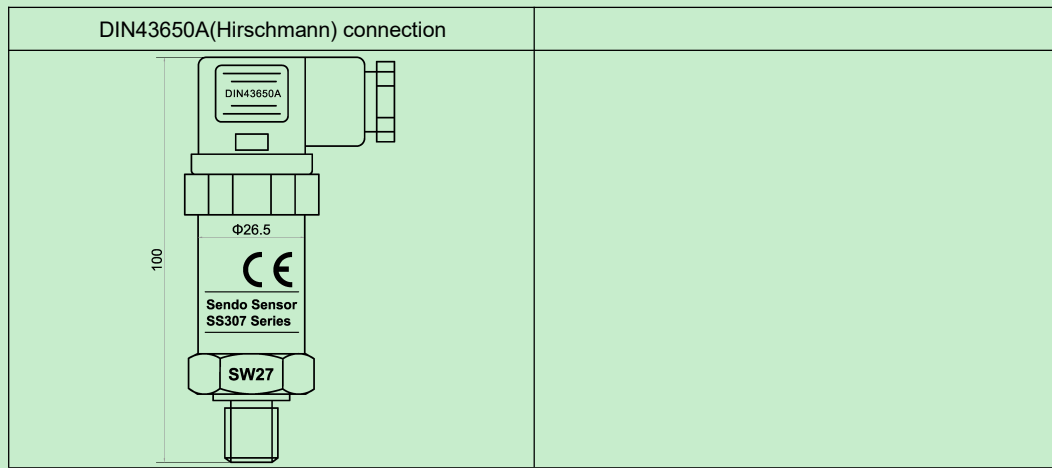 DIN43650A(Hirschmann) connection
DIN43650A
Φ26.5
100
CE
Sendo Sensor
SS307 Series
SW27